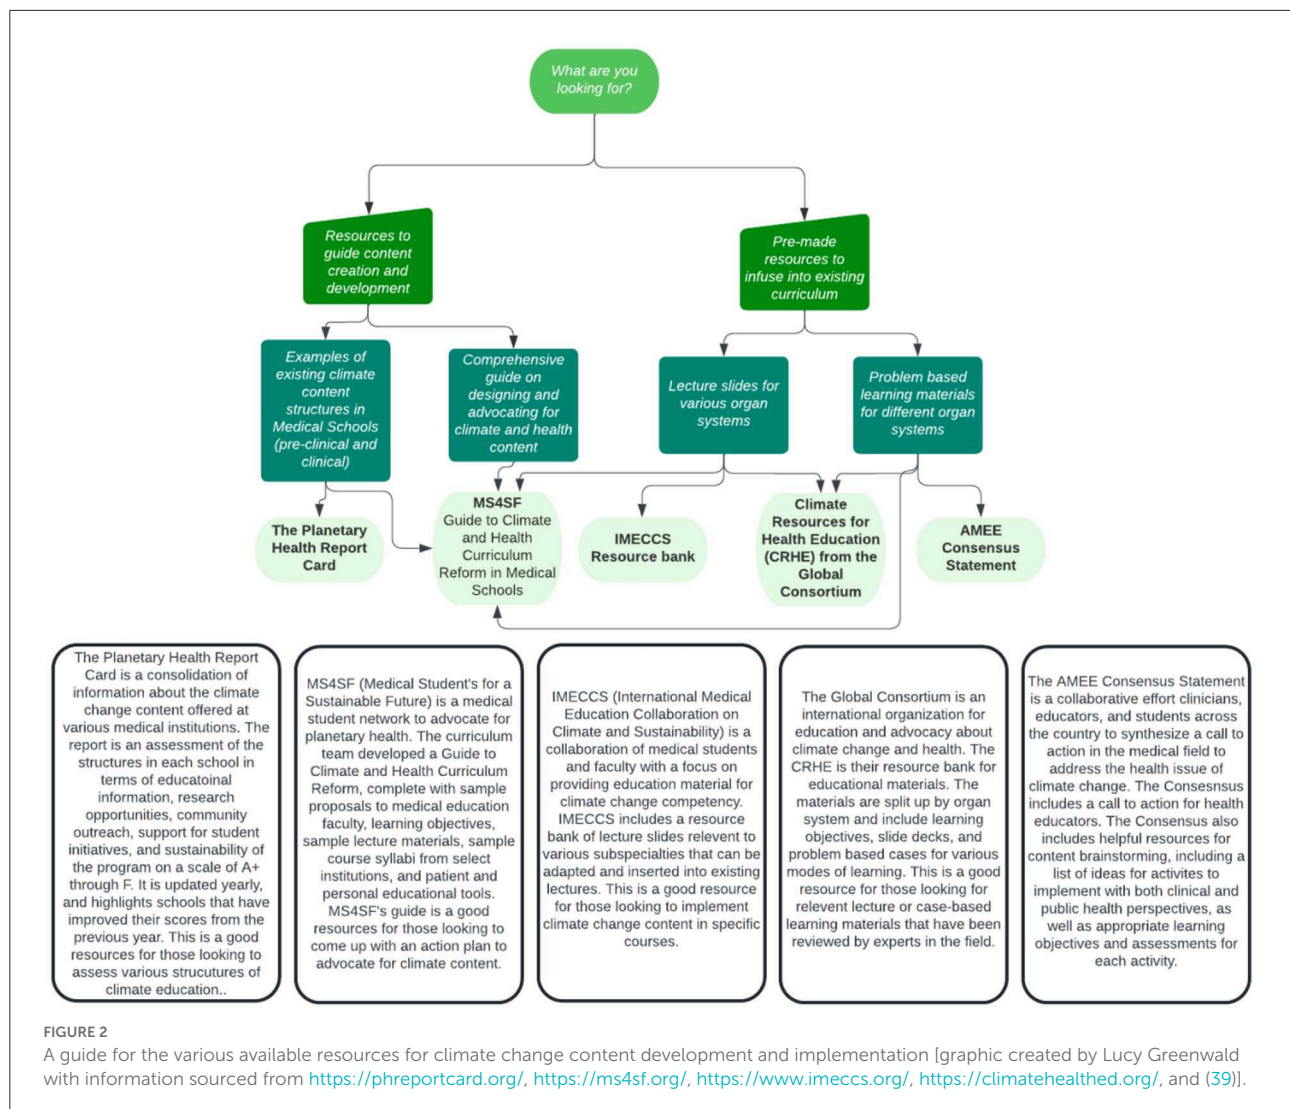 What are you
looking for?
Resources to
guide content
creation and
development
Pre-made
resources to
infuse into existing
curriculum
Examples of
existing climate
content
structures in
Medical Schools
(pre-clinical and
clinical)
Comprehensive
guide on
designing and
advocating for
climate and health
content
Lecture slides for
various organ
systems
Problem based
learning materials
for different organ
systems
The Planetary
Health Report
Card
MS4SF
Guide to Climate
and Health
Curriculum
Reform in Medical
Schools
IMECCS
Resource bank
Climate
Resources for
Health Education
(CRHE) from the
Global
Consortium
AMEE
Consensus
Statement
The Planetary Health Report
Card is a consolidation of
information about the climate
change content offered at
various medical institutions. The
report is an assessment of the
structures in each school in
terms of educatoinal
information, research
opportunities, community
outreach, support for student
initiatives, and sustainability of
the program on a scale of A+
through F. It is updated yearly,
and highlights schools that have
improved their scores from the
previous year. This is a good
resources for those looking to
assess various strucutures of
climate education..
MS4SF (Medical Student's for a
Sustainable Future) is a medical
student network to advocate for
planetary health. The curriculum
team developed a Guide to
Climate and Health Curriculum
Reform, complete with sample
proposals to medical education
faculty, learning objectives,
sample lecture materials, sample
course syllabi from select
institutions, and patient and
personal educational tools.
MS4SF's guide is a good
resources for those looking to
come up with an action plan to
advocate for climate content.
IMECCS (International Medical
Education Collaboration on
Climate and Sustainability) is a
collaboration of medical students
and faculty with a focus on
providing education material for
climate change competency.
IMECCS includes a resource
bank of lecture slides relevent to
various subspecialties that can be
adapted and inserted into existing
lectures. This is a good resource
for those looking to implement
climate change content in specific
courses.
The Global Consortium is an
international organization for
education and advocacy about
climate change and health. The
CRHE is their resource bank for
educational materials. The
materials are split up by organ
system and include learning
objectives, slide decks, and
problem based cases for various
modes of learning. This is a good
resource for those looking for
relevent lecture or case-based
learning materials that have been
reviewed by experts in the field.
The AMEE Consensus Statement
is a collaborative effort clinicians,
educators, and students across
the country to synthesize a call to
action in the medical field to
address the health issue of
climate change. The Consesnsus
includes a call to action for health
educators. The Consensus also
includes helpful resources for
content brainstorming, including a
list of ideas for activites to
implement with both clinical and
public health perspectives, as
well as appropriate learning
objectives and assessments for
each activity.
FIGURE 2
A guide for the various available resources for climate change content development and implementation [graphic created by Lucy Greenwald
with information sourced from https://phreportcard.org/, https://ms4sf.org/, https://www.imeccs.org/, https://climatehealthed.org/, and (39)].